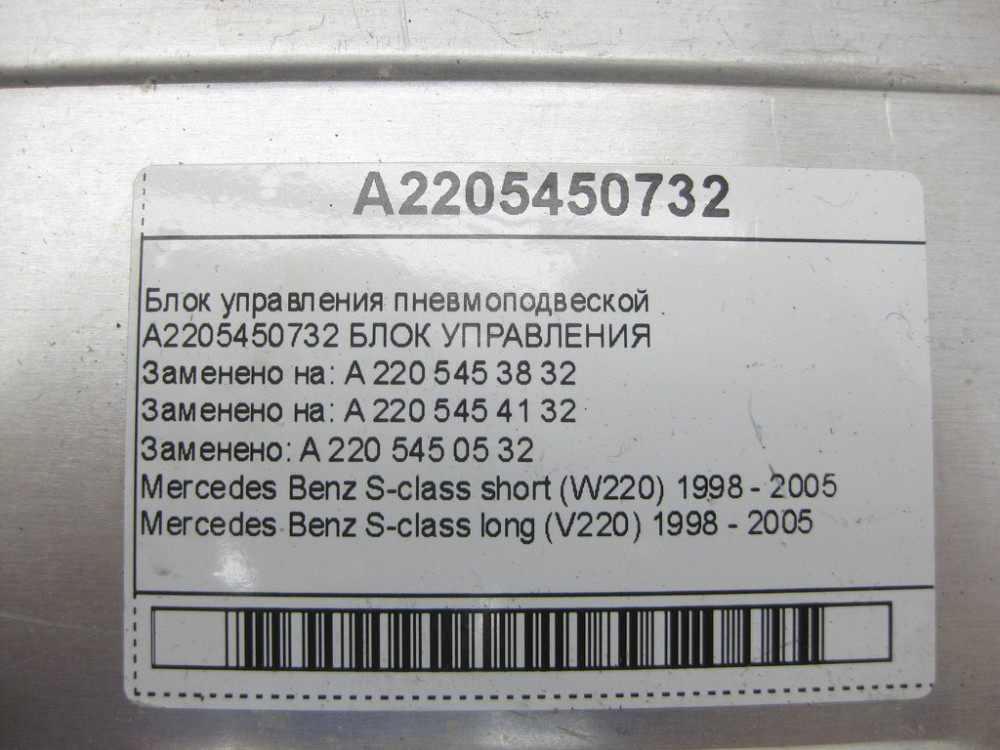 A2205450732
Блок управления пневмоподвеской
A2205450732 БЛОК УПРАВЛЕНИЯ
Заменено на: A 220 545 38 32
Заменено на: A 220 545 41 32
Заменено: A 220 545 05 32
Mercedes Benz S-class short (W220) 1998 - 2005
Mercedes Benz S-class long (V220) 1998 - 2005